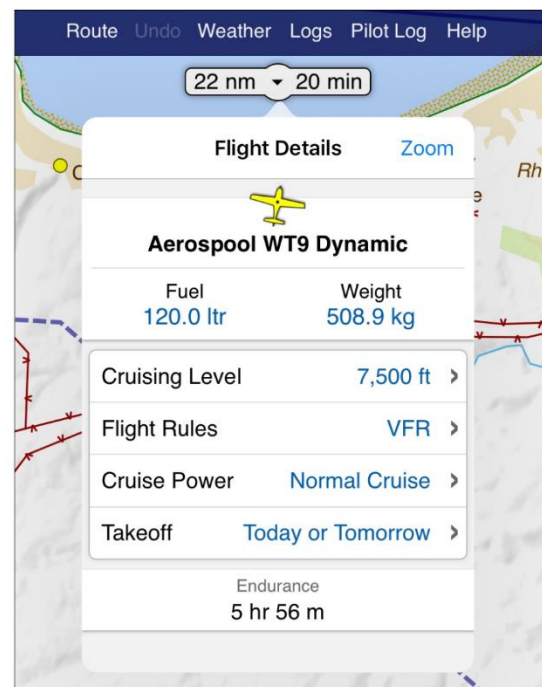 Route Undo Weather Logs Pilot Log Help
22 nm 20 min
Flight Details Zoom
Rh
Aerospool WT9 Dynamic
Fuel Weight
120.0 ltr 508.9 kg
Cruising Level 7,500 ft
Flight Rules VFR
Cruise Power Normal Cruise
Takeoff Today or Tomorrow
Endurance
5 hr 56 m